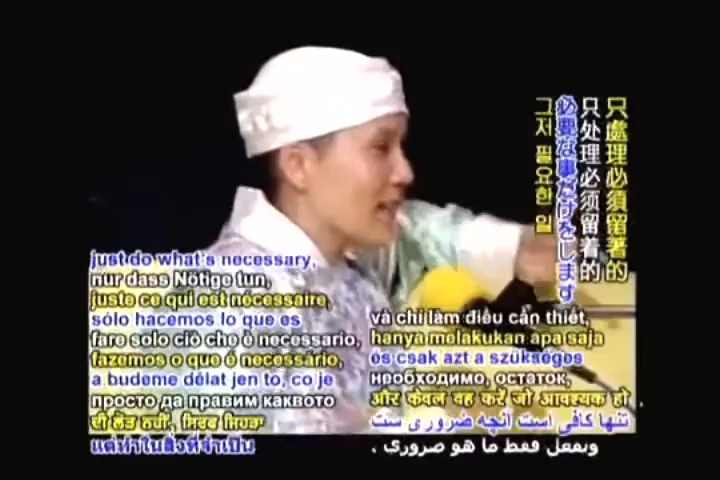 只處理必須留著的
只处理必须留着的
必要な事だけをします
그저 필요한 일
just do what's necessary,
nur dass Nötige tun,
juste ce qui est nécessaire,
sólo hacemos lo que es
fare solo ciò che è necessario,
fazemos o que é necessário,
a budeme dělat jen to, co je
просто да правим каквото
ਦੀ ਲੋੜ ਨਹੀਂ, ਸਿਰਫ ਜਿਹੜਾ
แต่ทำในสิ่งที่จำเป็น
và chỉ làm điều cần thiết,
hanya melakukan apa saja
és csak azt a szükséges
необходимо, остаток,
और केवल वह करें जो आवश्यक हो
تنها کافی است آنچه ضروری ست
ونفعل فقط ما هو ضروري ،